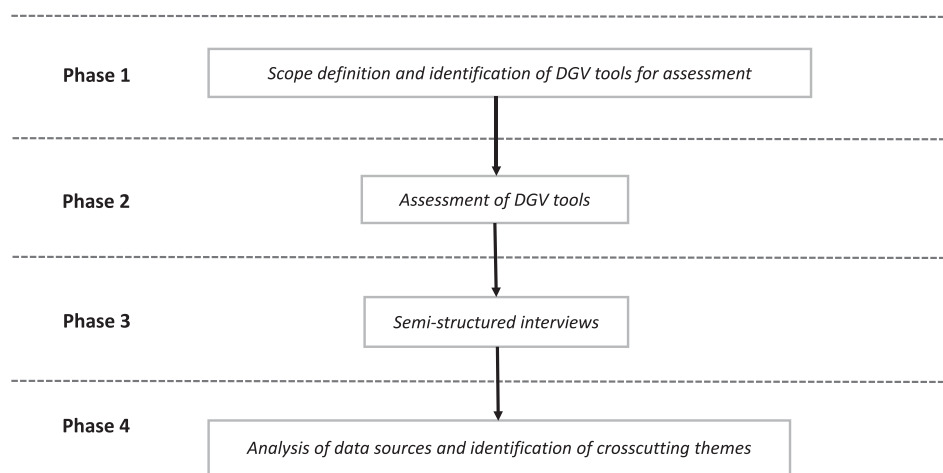 Phase 1
Scope definition and identification of DGV tools for assessment
Phase 2
Assessment of DGV tools
Phase 3
Semi-structured interviews
Phase 4
Analysis of data sources and identification of crosscutting themes